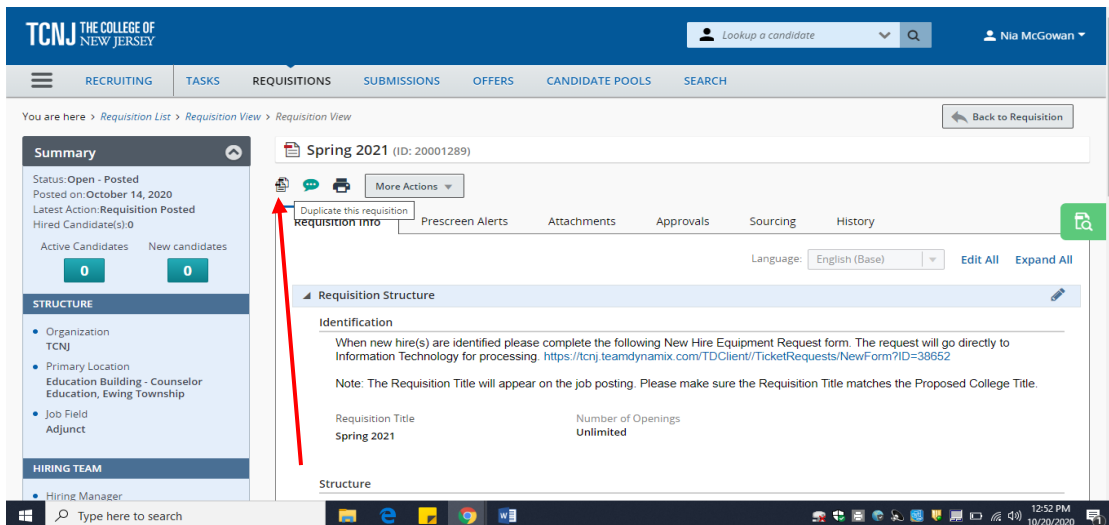 TCNJ THE COLLEGE OF
NEW JERSEY
Lookup a candidate
Nia McGowan
RECRUITING TASKS REQUISITIONS SUBMISSIONS OFFERS CANDIDATE POOLS SEARCH
You are here > Requisition List > Requisition View > Requisition View
Back to Requisition
Summary
Status:Open - Posted
Posted on:October 14, 2020
Latest Action:Requisition Posted
Hired Candidate(s):0
Active Candidates New candidates
0 0
STRUCTURE
• Organization
TCNJ
• Primary Location
Education Building - Counselor
Education, Ewing Township
• Job Field
Adjunct
HIRING TEAM
• Hiring Manager
Spring 2021 (ID: 20001289)
More Actions
Duplicate this requisition
Requisition Info Prescreen Alerts Attachments Approvals Sourcing History
Language: English (Base) Edit All Expand All
Requisition Structure
Identification
When new hire(s) are identified please complete the following New Hire Equipment Request form. The request will go directly to
Information Technology for processing. https://tcnj.teamdynamix.com/TDClient//TicketRequests/NewForm?ID=38652
Note: The Requisition Title will appear on the job posting. Please make sure the Requisition Title matches the Proposed College Title.
Requisition Title Number of Openings
Spring 2021 Unlimited
Structure
Type here to search
12:52 PM
10/20/2020